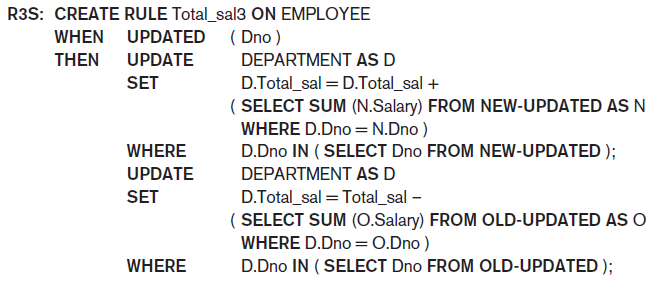 R3S: CREATE RULE Total_sal3 ON EMPLOYEE
WHEN UPDATED ( Dno )
THEN UPDATE DEPARTMENT AS D
SET D.Total_sal = D.Total_sal +
( SELECT SUM (N.Salary) FROM NEW-UPDATED AS N
WHERE D.Dno = N.Dno )
WHERE D.Dno IN ( SELECT Dno FROM NEW-UPDATED );
UPDATE DEPARTMENT AS D
SET D.Total_sal = Total_sal −
( SELECT SUM (O.Salary) FROM OLD-UPDATED AS O
WHERE D.Dno = O.Dno )
WHERE D.Dno IN ( SELECT Dno FROM OLD-UPDATED );